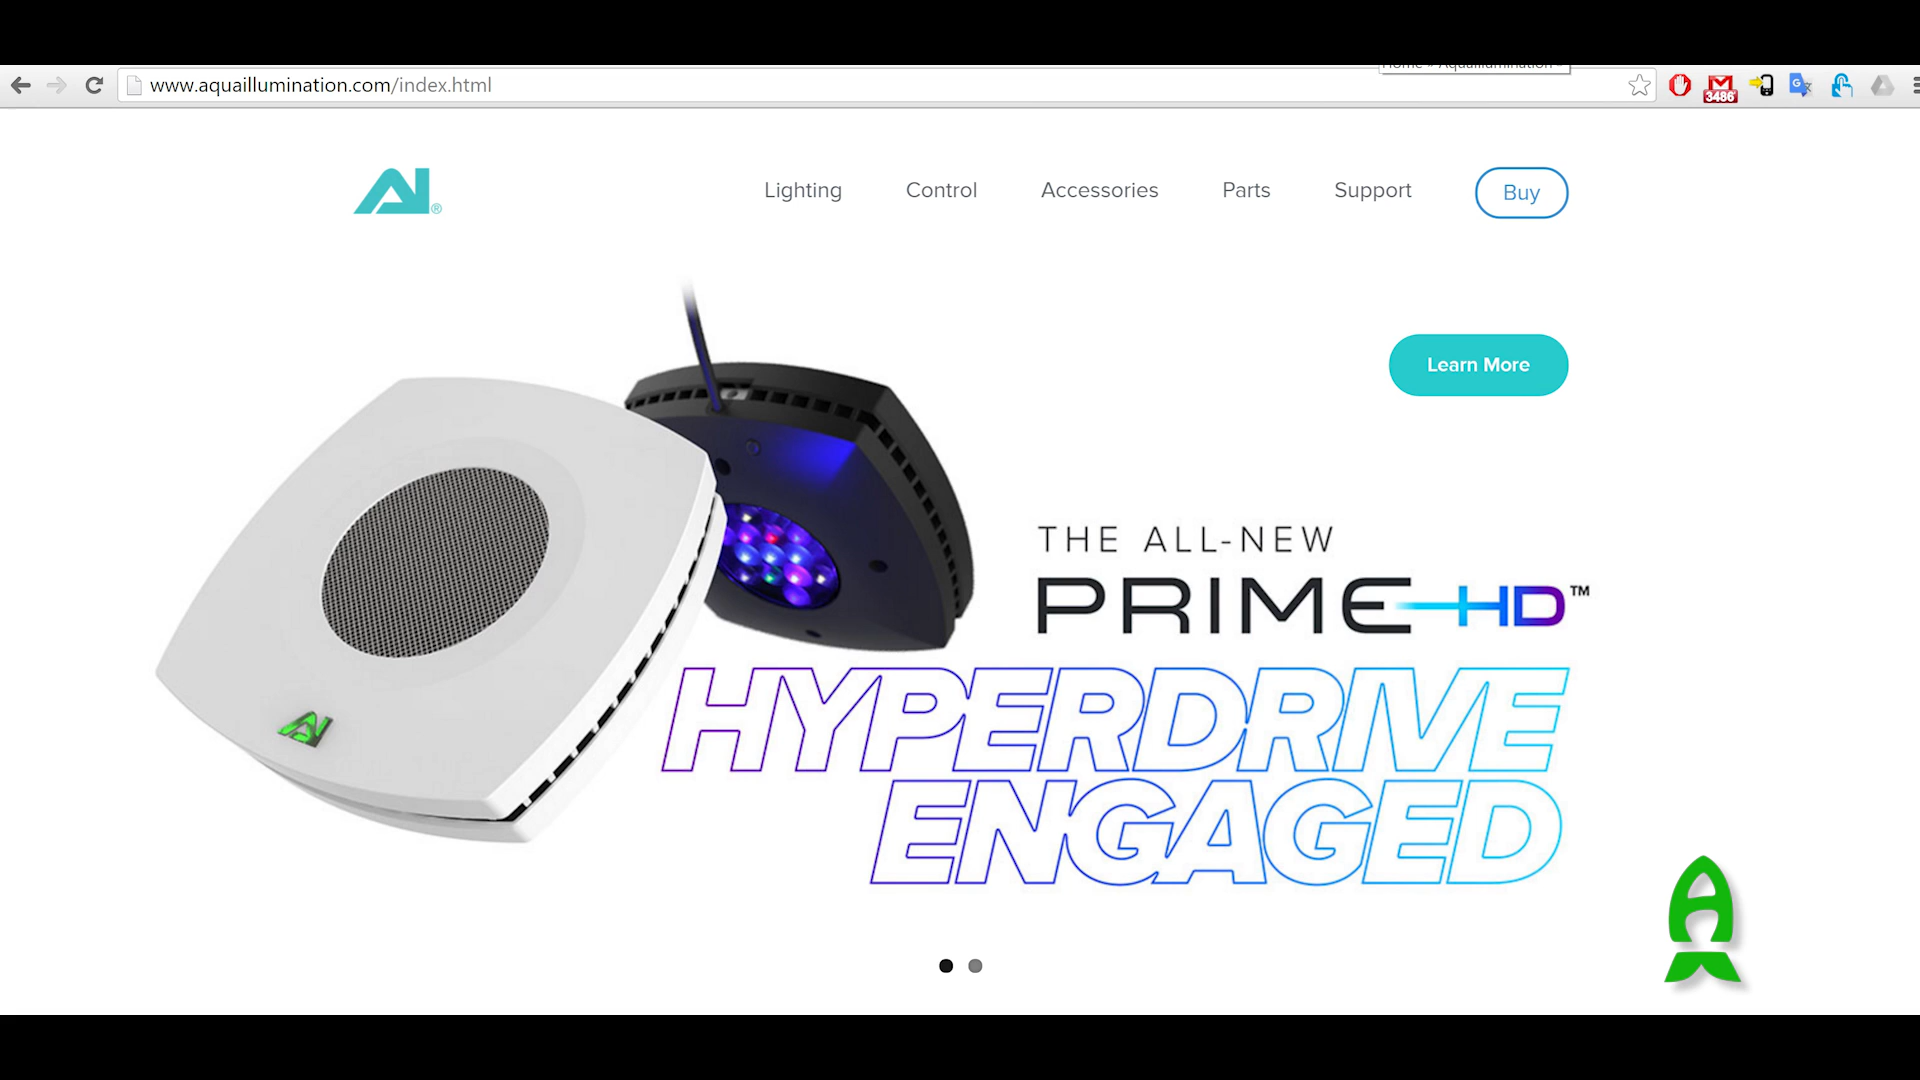 www.aquaillumination.com/index.html
3486
AI®
Lighting
Control
Accessories
Parts
Support
Buy
Learn More
THE ALL-NEW
PRIME HD™
HYPERDRIVE
ENGAGED